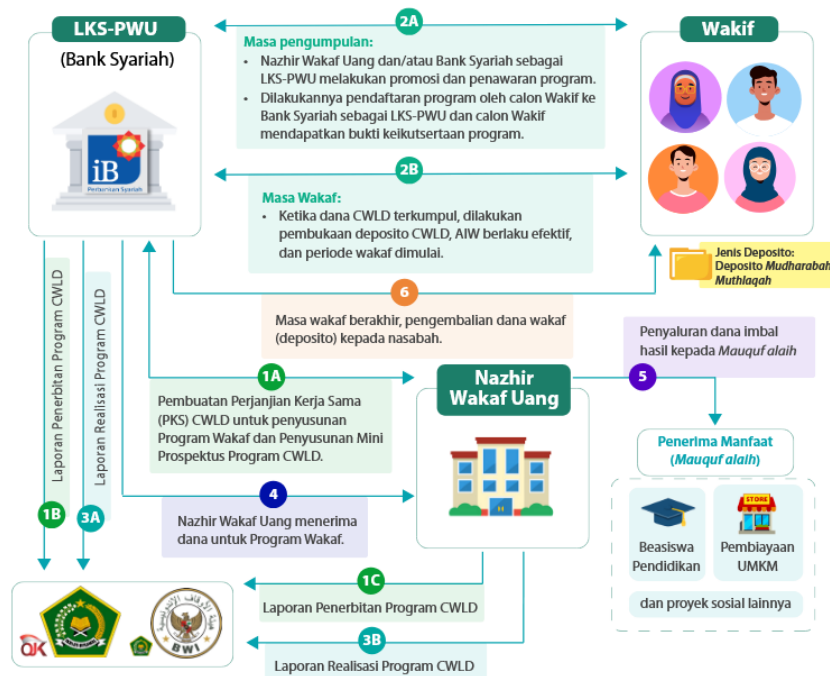 LKS-PWU
(Bank Syariah)
iB
Perbankan Syariah
2A
Masa pengumpulan:
• Nazhir Wakaf Uang dan/atau Bank Syariah sebagai
LKS-PWU melakukan promosi dan penawaran program.
• Dilakukannya pendaftaran program oleh calon Wakif ke
Bank Syariah sebagai LKS-PWU dan calon Wakif
mendapatkan bukti keikutsertaan program.
Wakif
2B
Masa Wakaf:
• Ketika dana CWLD terkumpul, dilakukan
pembukaan deposito CWLD, AIW berlaku efektif,
dan periode wakaf dimulai.
Jenis Deposito:
Deposito Mudharabah
Muthlaqah
6
Masa wakaf berakhir, pengembalian dana wakaf
(deposito) kepada nasabah.
1A
Pembuatan Perjanjian Kerja Sama
(PKS) CWLD untuk penyusunan
Program Wakaf dan Penyusunan Mini
Prospektus Program CWLD.
Nazhir
Wakaf Uang
Penyaluran dana imbal
hasil kepada Mauquf alaih
5
Penerima Manfaat
(Mauquf alaih)
Beasiswa
Pendidikan
STORE
Pembiayaan
UMKM
dan proyek sosial lainnya
4
Nazhir Wakaf Uang menerima
dana untuk Program Wakaf.
Laporan Penerbitan Program CWLD
1B
Laporan Realisasi Program CWLD
3A
1C
Laporan Penerbitan Program CWLD
3B
Laporan Realisasi Program CWLD
BWI